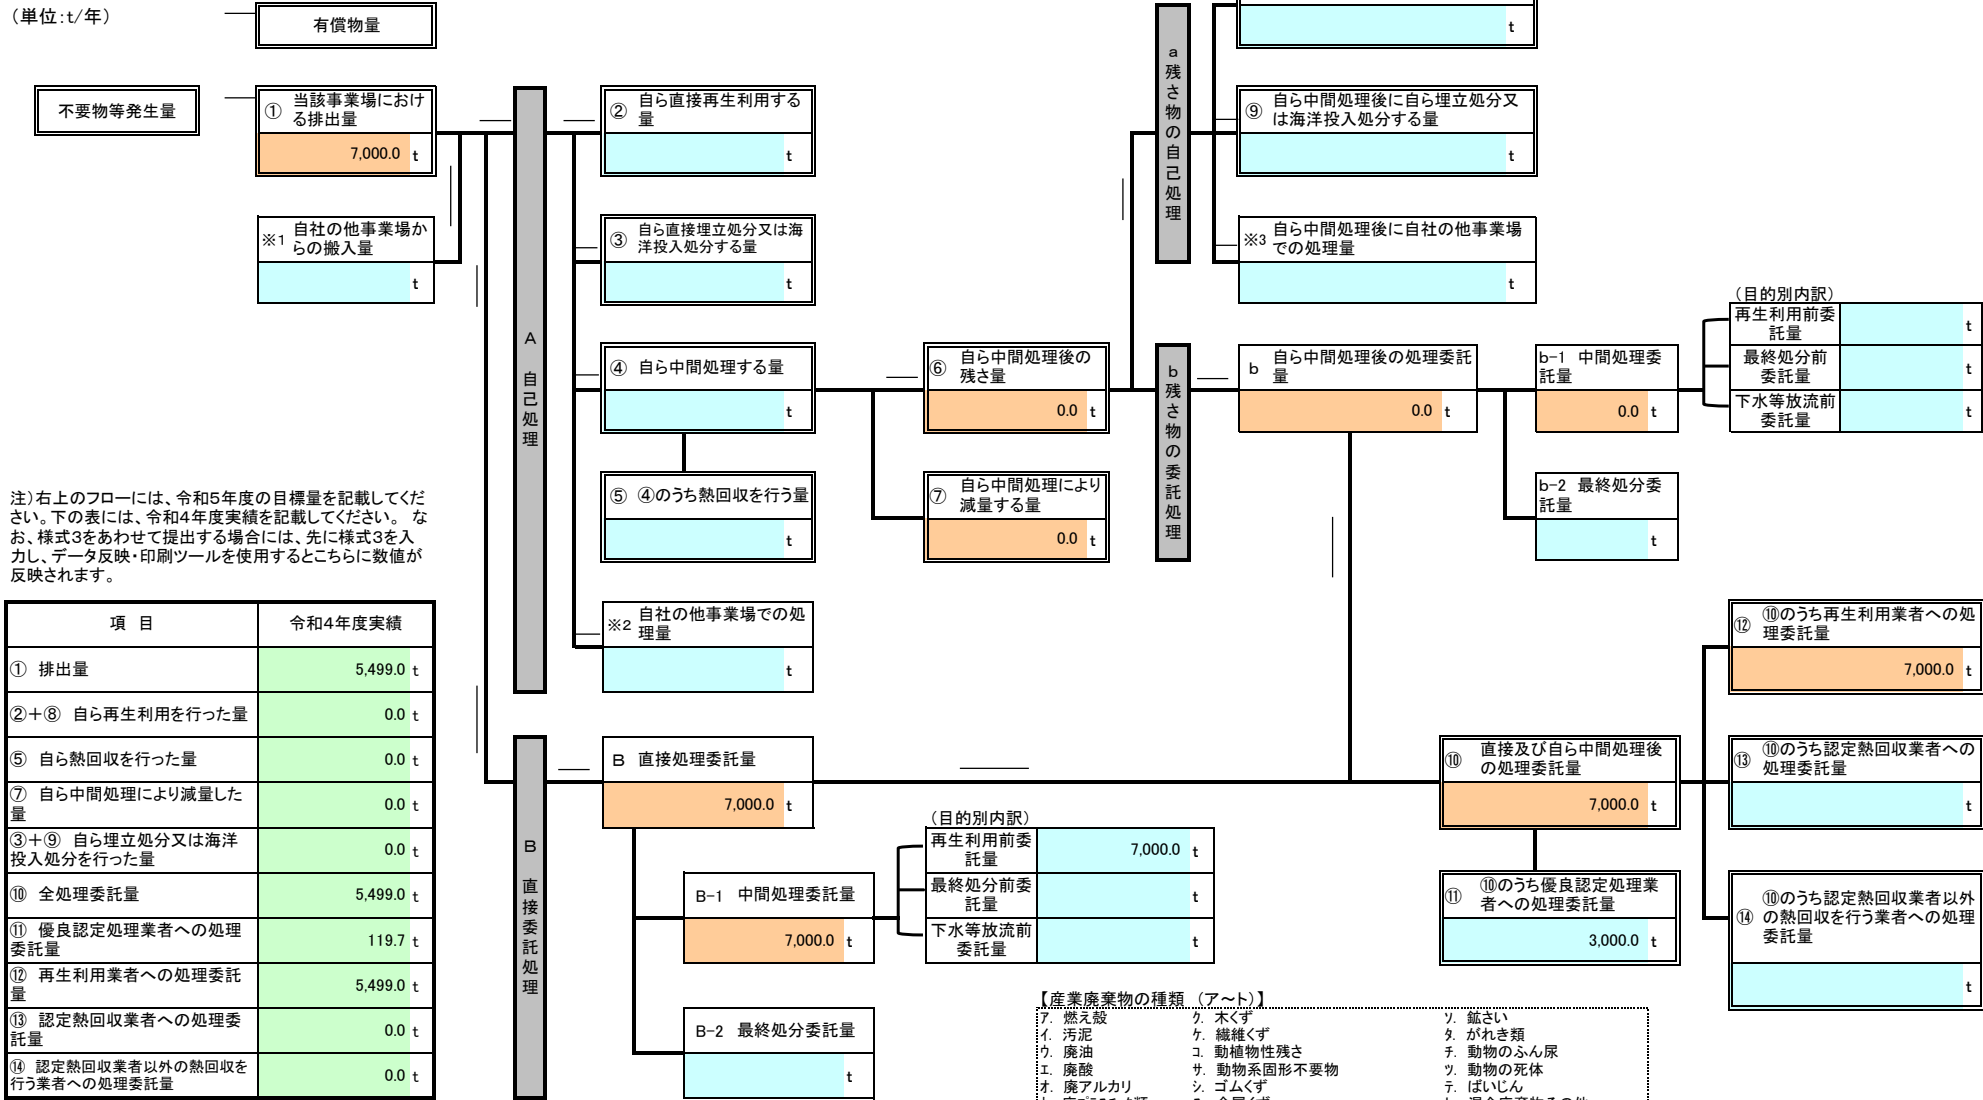 （単位：t/年）
有償物量
t
不要物等発生量
① 当該事業場におけ
る排出量
7,000.0 t
※1 自社の他事業場か
らの搬入量
t
A 自己処理
② 自ら直接再生利用する
量
t
③ 自ら直接埋立処分又は海
洋投入処分する量
t
④ 自ら中間処理する量
t
⑤ ④のうち熱回収を行う量
t
※2 自社の他事業場での処
理量
t
⑥ 自ら中間処理後の
残さ量
0.0 t
⑦ 自ら中間処理により
減量する量
0.0 t
a 残さ物の自己処理
⑨ 自ら中間処理後に自ら埋立処分又
は海洋投入処分する量
t
※3 自ら中間処理後に自社の他事業場
での処理量
t
b 残さ物の委託処理
b 自ら中間処理後の処理委託
量
0.0 t
b-1 中間処理委
託量
0.0 t
b-2 最終処分委
託量
t
（目的別内訳）
再生利用前委
託量
t
最終処分前
委託量
t
下水等放流前
委託量
t
注）右上のフローには、令和5年度の目標量を記載してくだ
さい。下の表には、令和4年度実績を記載してください。 な
お、様式3をあわせて提出する場合には、先に様式3を入
力し、データ反映・印刷ツールを使用するとこちらに数値が
反映されます。
項 目 令和4年度実績
① 排出量 5,499.0 t
②＋⑧ 自ら再生利用を行った量 0.0 t
⑤ 自ら熱回収を行った量 0.0 t
⑦ 自ら中間処理により減量した
量 0.0 t
③＋⑨ 自ら埋立処分又は海洋
投入処分を行った量 0.0 t
⑩ 全処理委託量 5,499.0 t
⑪ 優良認定処理業者への処理
委託量 119.7 t
⑫ 再生利用業者への処理委託
量 5,499.0 t
⑬ 認定熱回収業者への処理委
託量 0.0 t
⑭ 認定熱回収業者以外の熱回収を
行う業者への処理委託量 0.0 t
B 直接委託処理
B 直接処理委託量
7,000.0 t
B-1 中間処理委託量
7,000.0 t
B-2 最終処分委託量
t
（目的別内訳）
再生利用前委
託量
7,000.0 t
最終処分前委
託量
t
下水等放流前
委託量
t
⑩ 直接及び自ら中間処理後
の処理委託量
7,000.0 t
⑪ ⑩のうち優良認定処理業
者への処理委託量
3,000.0 t
⑫ ⑩のうち再生利用業者への処
理委託量
7,000.0 t
⑬ ⑩のうち認定熱回収業者への
処理委託量
t
⑭ ⑩のうち認定熱回収業者以外
の熱回収を行う業者への処理
委託量
t
【産業廃棄物の種類 （ア～ト）】
ア. 燃え殻 ク. 木くず ソ. 鉱さい
イ. 汚泥 ケ. 繊維くず タ. がれき類
ウ. 廃油 コ. 動植物性残さ チ. 動物のふん尿
エ. 廃酸 サ. 動物系固形不要物 ツ. 動物の死体
オ. 廃アルカリ シ. ゴムくず テ. ばいじん